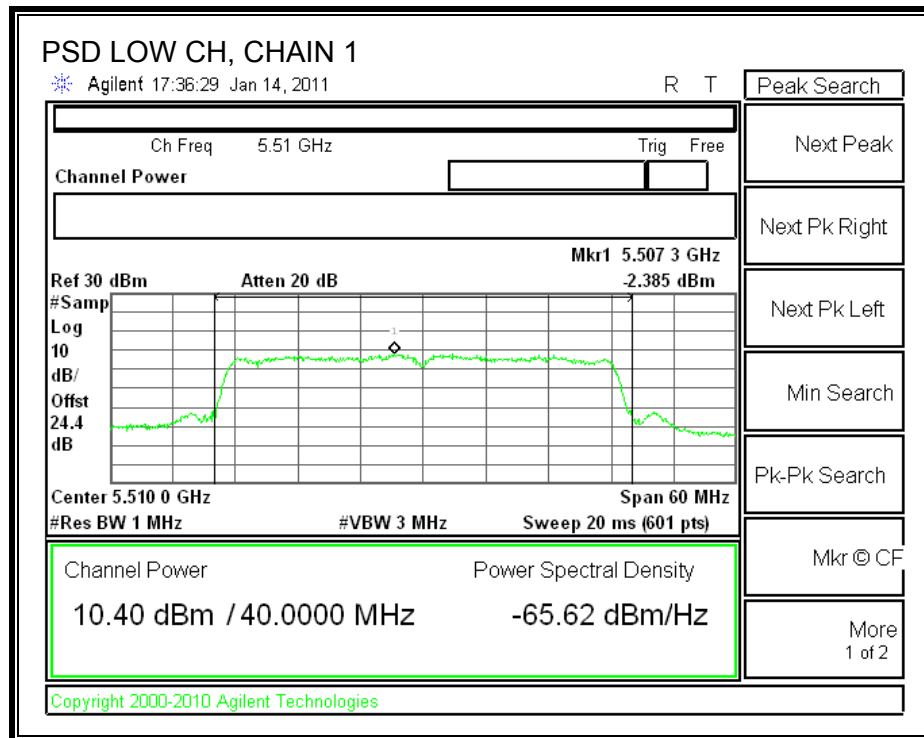 PSD LOW CH, CHAIN 1
Agilent 17:36:29 Jan 14, 2011 R T
Peak Search
Ch Freq 5.51 GHz Trig Free
Channel Power
Mkr1 5.507 3 GHz
Ref 30 dBm Atten 20 dB -2.385 dBm
#Samp
Log
10
dB/
Offst
24.4
dB
1
Center 5.510 0 GHz Span 60 MHz
#Res BW 1 MHz #VBW 3 MHz Sweep 20 ms (601 pts)
Channel Power Power Spectral Density
10.40 dBm / 40.0000 MHz -65.62 dBm/Hz
Copyright 2000-2010 Agilent Technologies
Next Peak
Next Pk Right
Next Pk Left
Min Search
Pk-Pk Search
Mkr © CF
More
1 of 2